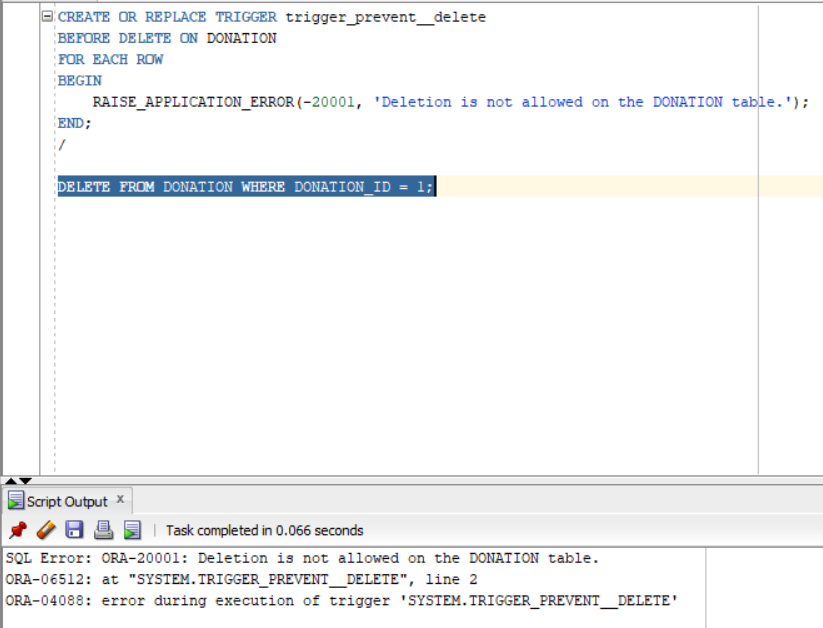 CREATE OR REPLACE TRIGGER trigger_prevent__delete
BEFORE DELETE ON DONATION
FOR EACH ROW
BEGIN
    RAISE_APPLICATION_ERROR(-20001, 'Deletion is not allowed on the DONATION table.');
END;
/
DELETE FROM DONATION WHERE DONATION_ID = 1;
Script Output x
Task completed in 0.066 seconds
SQL Error: ORA-20001: Deletion is not allowed on the DONATION table.
ORA-06512: at "SYSTEM.TRIGGER_PREVENT__DELETE", line 2
ORA-04088: error during execution of trigger 'SYSTEM.TRIGGER_PREVENT__DELETE'